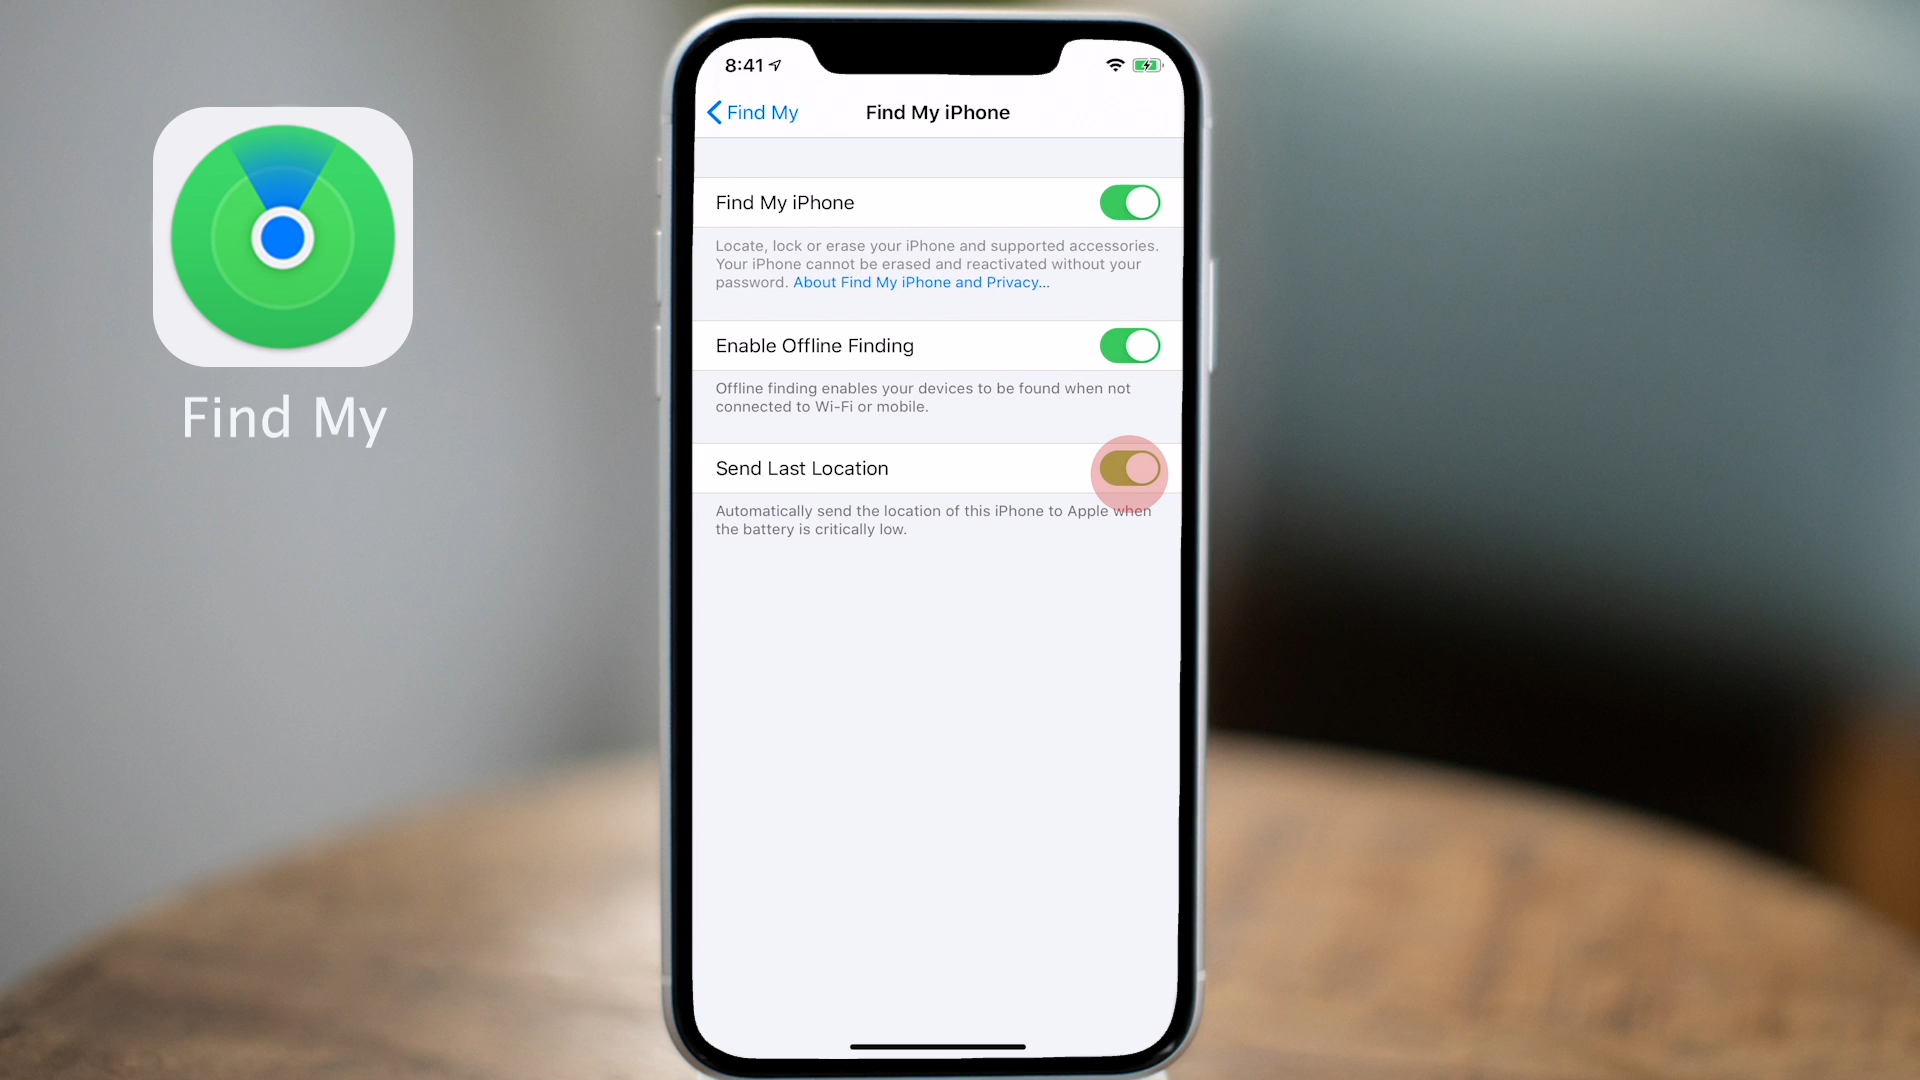 8:41
Find My
Find My iPhone
Find My
Find My iPhone
Locate, lock or erase your iPhone and supported accessories.
Your iPhone cannot be erased and reactivated without your
password. About Find My iPhone and Privacy...
Enable Offline Finding
Offline finding enables your devices to be found when not
connected to Wi-Fi or mobile.
Send Last Location
Automatically send the location of this iPhone to Apple when
the battery is critically low.